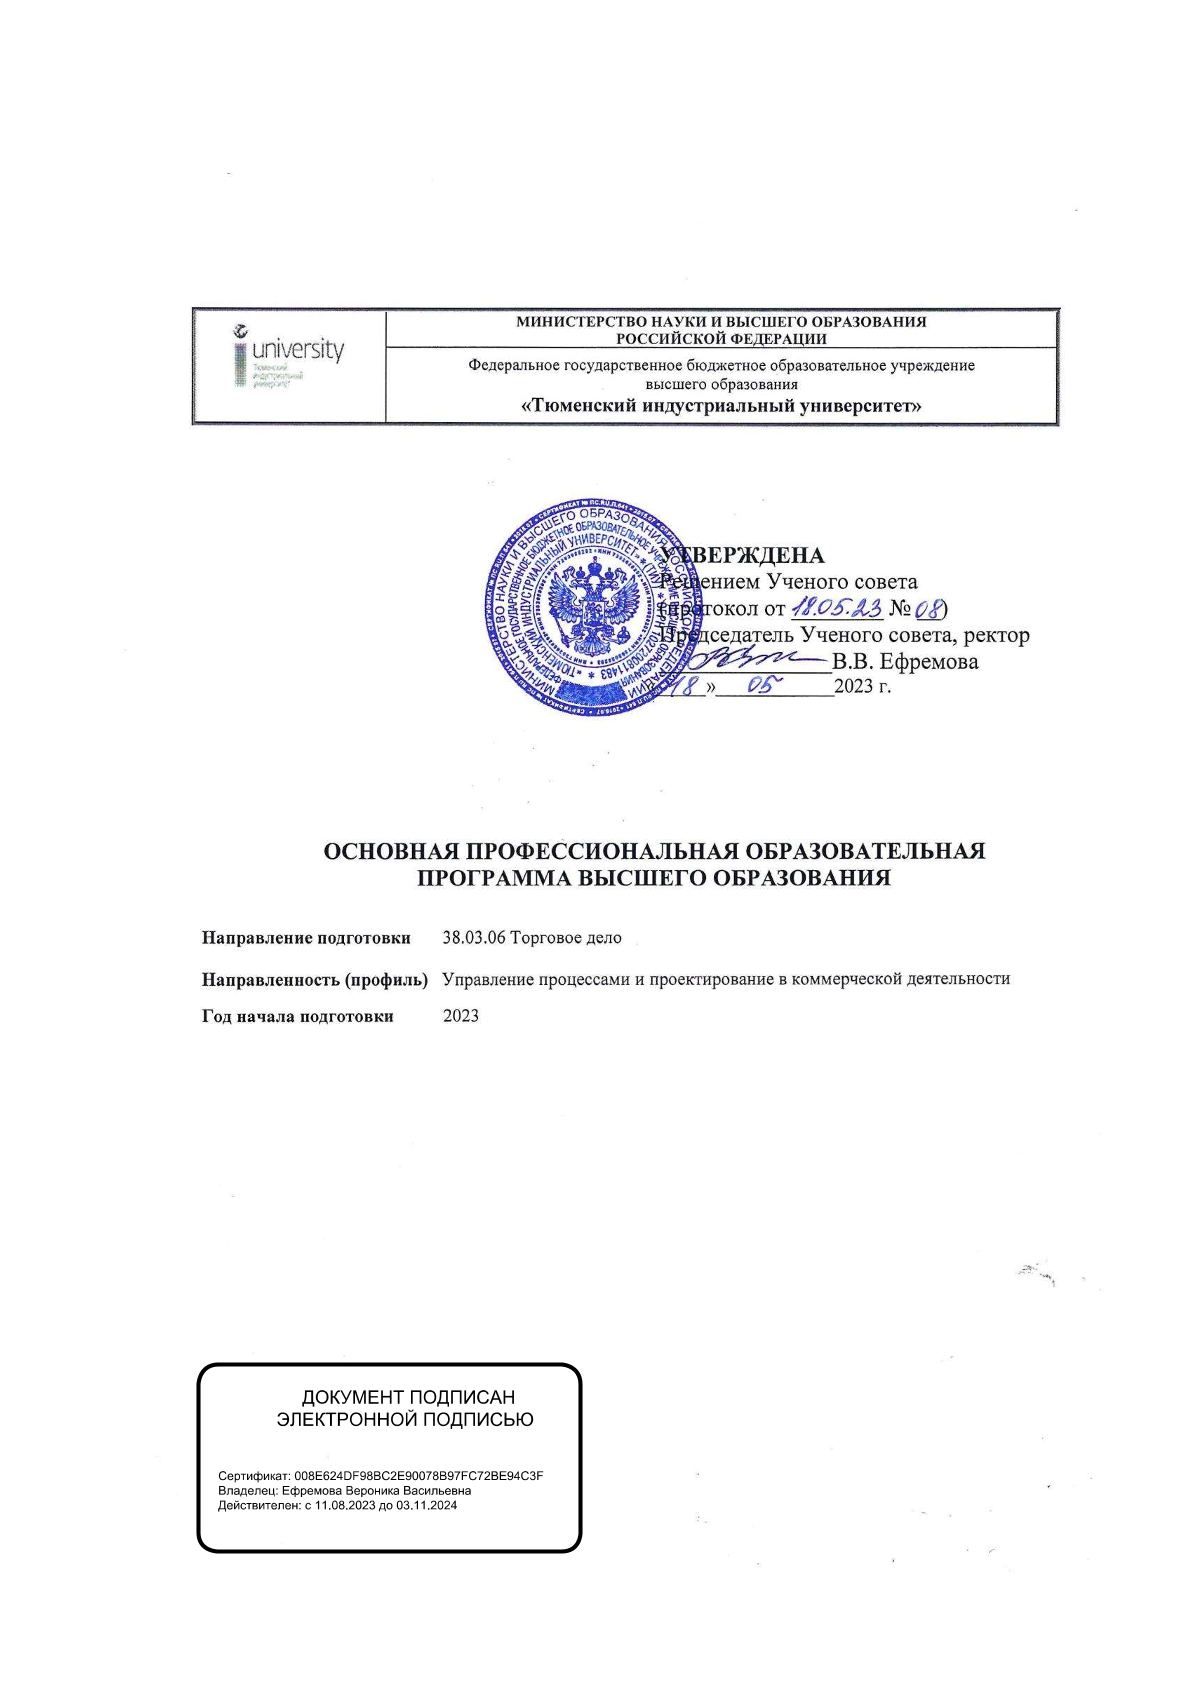 university
Тюменский
индустриальный
университет
МИНИСТЕРСТВО НАУКИ И ВЫСШЕГО ОБРАЗОВАНИЯ
РОССИЙСКОЙ ФЕДЕРАЦИИ
Федеральное государственное бюджетное образовательное учреждение
высшего образования
«Тюменский индустриальный университет»
УТВЕРЖДЕНА
Решением Ученого совета
(протокол от 18.05.23 № 08)
Председатель Ученого совета, ректор
В.В. Ефремова
«18» 05 2023 г.
МИНИСТЕРСТВО НАУКИ И ВЫСШЕГО ОБРАЗОВАНИЯ РОССИЙСКОЙ ФЕДЕРАЦИИ
ФЕДЕРАЛЬНОЕ ГОСУДАРСТВЕННОЕ БЮДЖЕТНОЕ ОБРАЗОВАТЕЛЬНОЕ УЧРЕЖДЕНИЕ ВЫСШЕГО ОБРАЗОВАНИЯ
«ТЮМЕНСКИЙ ИНДУСТРИАЛЬНЫЙ УНИВЕРСИТЕТ»
ОСНОВНАЯ ПРОФЕССИОНАЛЬНАЯ ОБРАЗОВАТЕЛЬНАЯ
ПРОГРАММА ВЫСШЕГО ОБРАЗОВАНИЯ
Направление подготовки 38.03.06 Торговое дело
Направленность (профиль) Управление процессами и проектирование в коммерческой деятельности
Год начала подготовки 2023
ДОКУМЕНТ ПОДПИСАН
ЭЛЕКТРОННОЙ ПОДПИСЬЮ
Сертификат: 008E624DF98BC2E90078B97FC72BE94C3F
Владелец: Ефремова Вероника Васильевна
Действителен: с 11.08.2023 до 03.11.2024